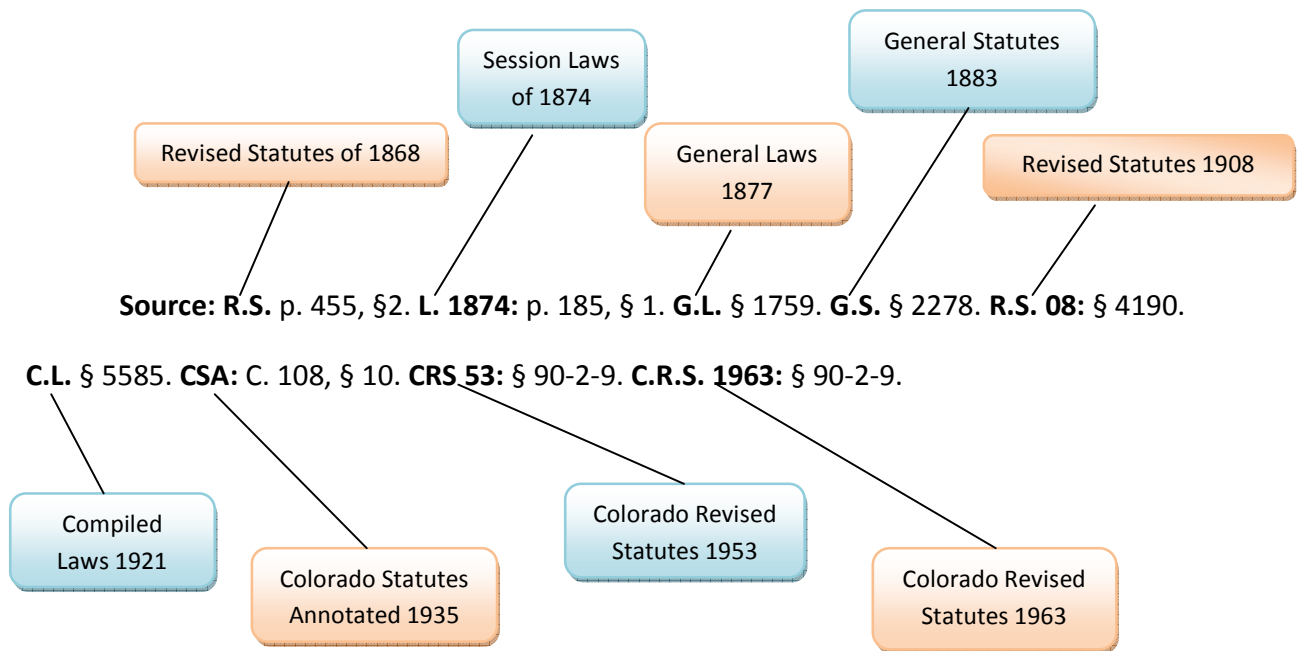 General Statutes
1883
Session Laws
of 1874
Revised Statutes of 1868
General Laws
1877
Revised Statutes 1908
Source: R.S. p. 455, §2. L. 1874: p. 185, § 1. G.L. § 1759. G.S. § 2278. R.S. 08: § 4190.
C.L. § 5585. CSA: C. 108, § 10. CRS 53: § 90-2-9. C.R.S. 1963: § 90-2-9.
Compiled
Laws 1921
Colorado Statutes
Annotated 1935
Colorado Revised
Statutes 1953
Colorado Revised
Statutes 1963